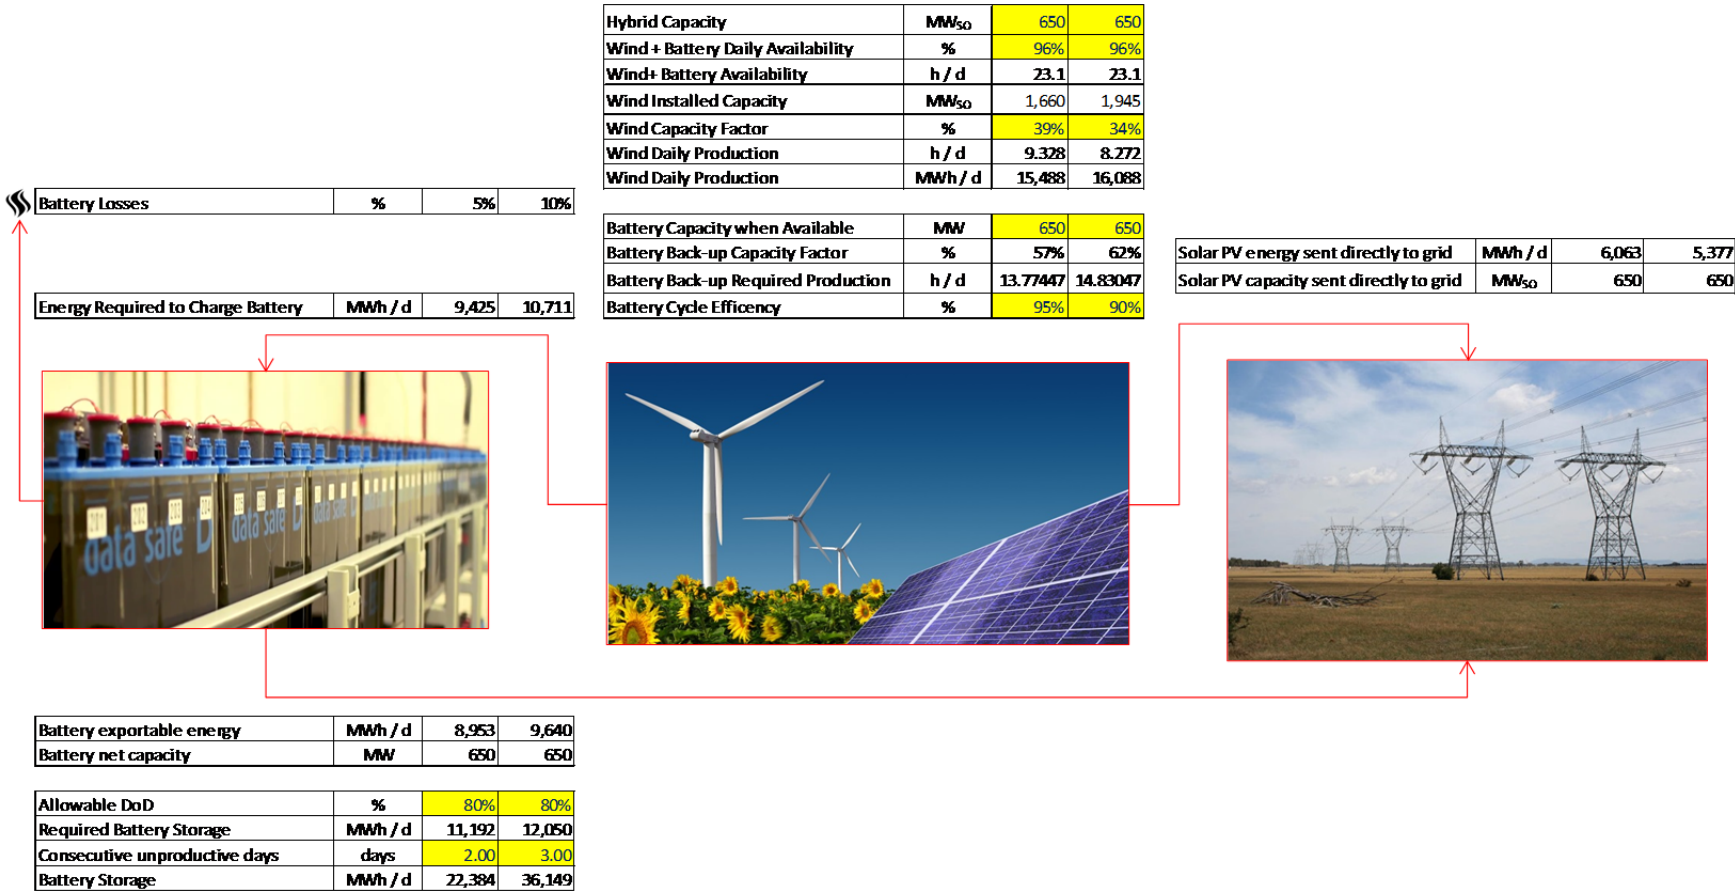 Hybrid Capacity MWSO 650 650
Wind + Battery Daily Availability % 96% 96%
Wind+ Battery Availability h / d 23.1 23.1
Wind Installed Capacity MWSO 1,660 1,945
Wind Capacity Factor % 39% 34%
Wind Daily Production h / d 9.328 8.272
Wind Daily Production MWh / d 15,488 16,088
Battery Losses % 5% 10%
Battery Capacity when Available MW 650 650
Battery Back-up Capacity Factor % 57% 62%
Battery Back-up Required Production h / d 13.77447 14.83047
Battery Cycle Efficency % 95% 90%
Solar PV energy sent directly to grid MWh / d 6,063 5,377
Solar PV capacity sent directly to grid MWSO 650 650
Energy Required to Charge Battery MWh / d 9,425 10,711
data safe D
data safe D
data safe
Battery exportable energy MWh / d 8,953 9,640
Battery net capacity MW 650 650
Allowable DoD % 80% 80%
Required Battery Storage MWh / d 11,192 12,050
Consecutive unproductive days days 2.00 3.00
Battery Storage MWh / d 22,384 36,149